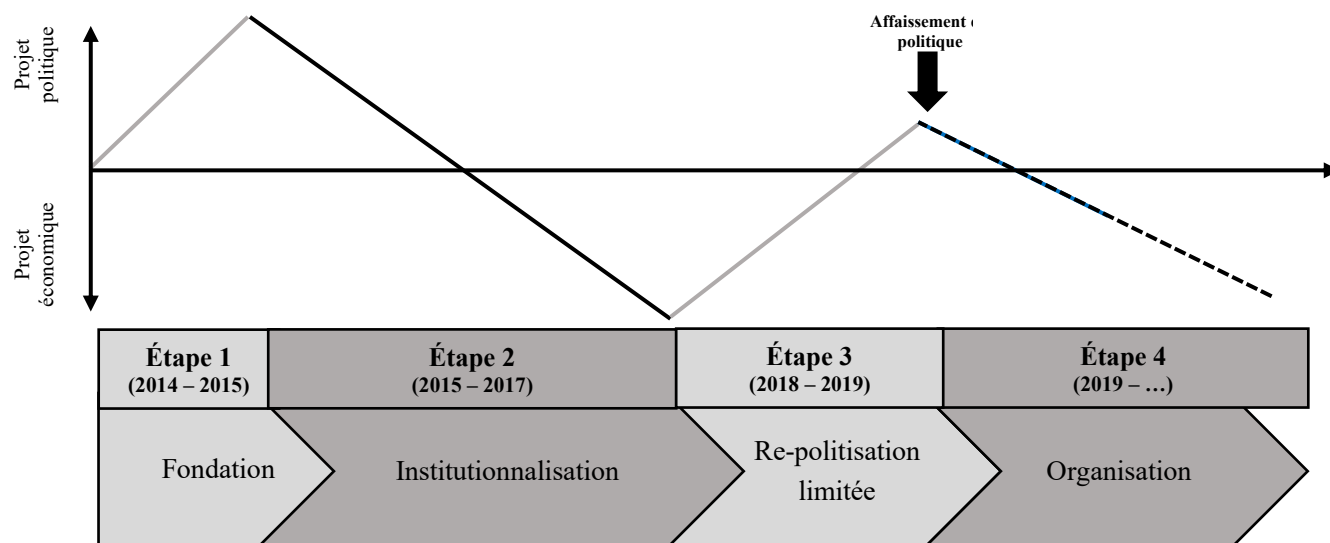 Affaissement
politique
Projet
politique
Projet
économique
Étape 1
(2014 – 2015)
Étape 2
(2015 – 2017)
Étape 3
(2018 – 2019)
Étape 4
(2019 – …)
Fondation
Institutionnalisation
Re-politisation
limitée
Organisation